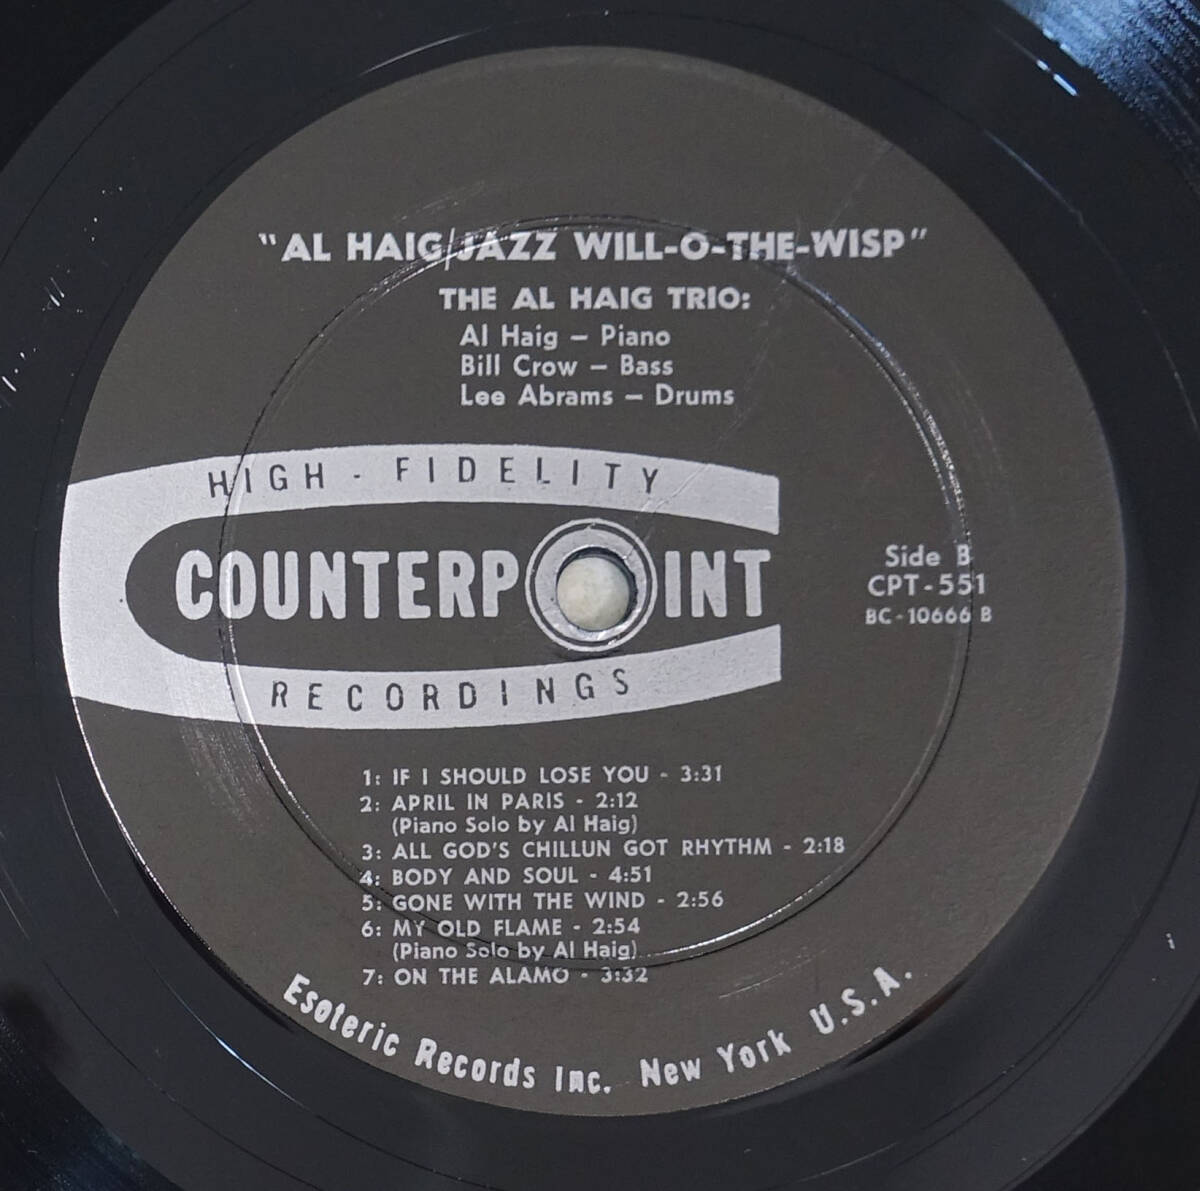 "AL HAIG/JAZZ WILL-O-THE-WISP"
THE AL HAIG TRIO:
Al Haig – Piano
Bill Crow – Bass
Lee Abrams – Drums
HIGH - FIDELITY
COUNTERPOINT
RECORDINGS
Side B
CPT-551
BC-10666 B
1: IF I SHOULD LOSE YOU - 3:31
2: APRIL IN PARIS - 2:12
(Piano Solo by Al Haig)
3: ALL GOD'S CHILLUN GOT RHYTHM - 2:18
4: BODY AND SOUL - 4:51
5: GONE WITH THE WIND - 2:56
6: MY OLD FLAME - 2:54
(Piano Solo by Al Haig)
7: ON THE ALAMO - 3:32
Esoteric Records Inc. New York U.S.A.